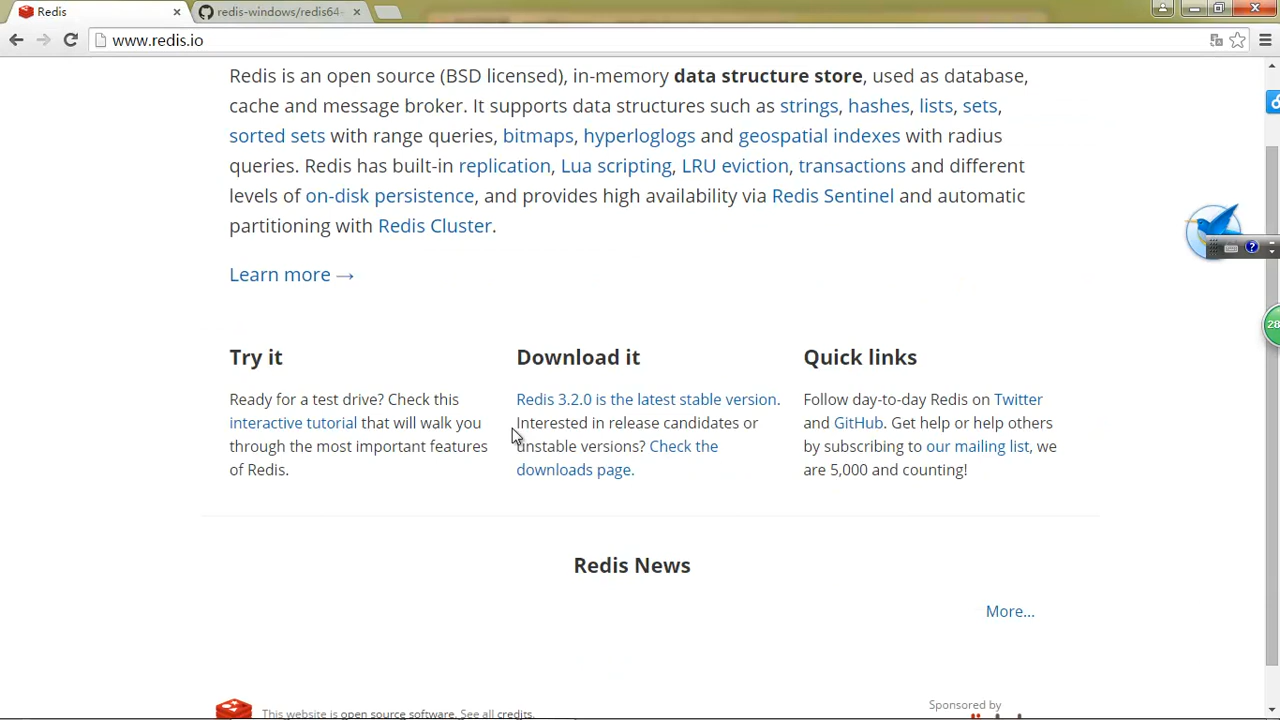 Redis
redis-windows/redis64-
www.redis.io
Redis is an open source (BSD licensed), in-memory data structure store, used as database,
cache and message broker. It supports data structures such as strings, hashes, lists, sets,
sorted sets with range queries, bitmaps, hyperloglogs and geospatial indexes with radius
queries. Redis has built-in replication, Lua scripting, LRU eviction, transactions and different
levels of on-disk persistence, and provides high availability via Redis Sentinel and automatic
partitioning with Redis Cluster.
Learn more →
Try it
Ready for a test drive? Check this
interactive tutorial that will walk you
through the most important features
of Redis.
Download it
Redis 3.2.0 is the latest stable version.
Interested in release candidates or
unstable versions? Check the
downloads page.
Quick links
Follow day-to-day Redis on Twitter
and GitHub. Get help or help others
by subscribing to our mailing list, we
are 5,000 and counting!
28
Redis News
More...
This website is open source software. See all credits.
Sponsored by